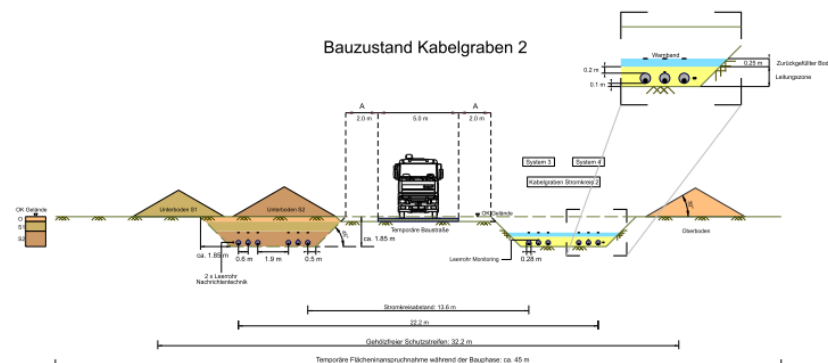 Bauzustand Kabelgraben 2
Warnband
0.2 m
0.25 m
Zurückgefüllter Bod
Leitungszone
0.1 m
A
A
2.0 m
5.0 m
2.0 m
System 3
System 4
Kabelgraben Stromkreis 2
OK Gelände
O
S1
S2
Unterboden S1
Unterboden S2
OK Gelände
Temporäre Baustraße
Oberboden
ca. 1.85 m
ca. 1.85 m
0.6 m
1.9 m
0.5 m
2 x Leerrohr
Nachrichtentechnik
Leerrohr Monitoring
0.28 m
Stromkreisabstand: 13.6 m
22.2 m
Gehölzfreier Schutzstreifen: 32.2 m
Temporäre Flächeninanspruchnahme während der Bauphase: ca. 45 m